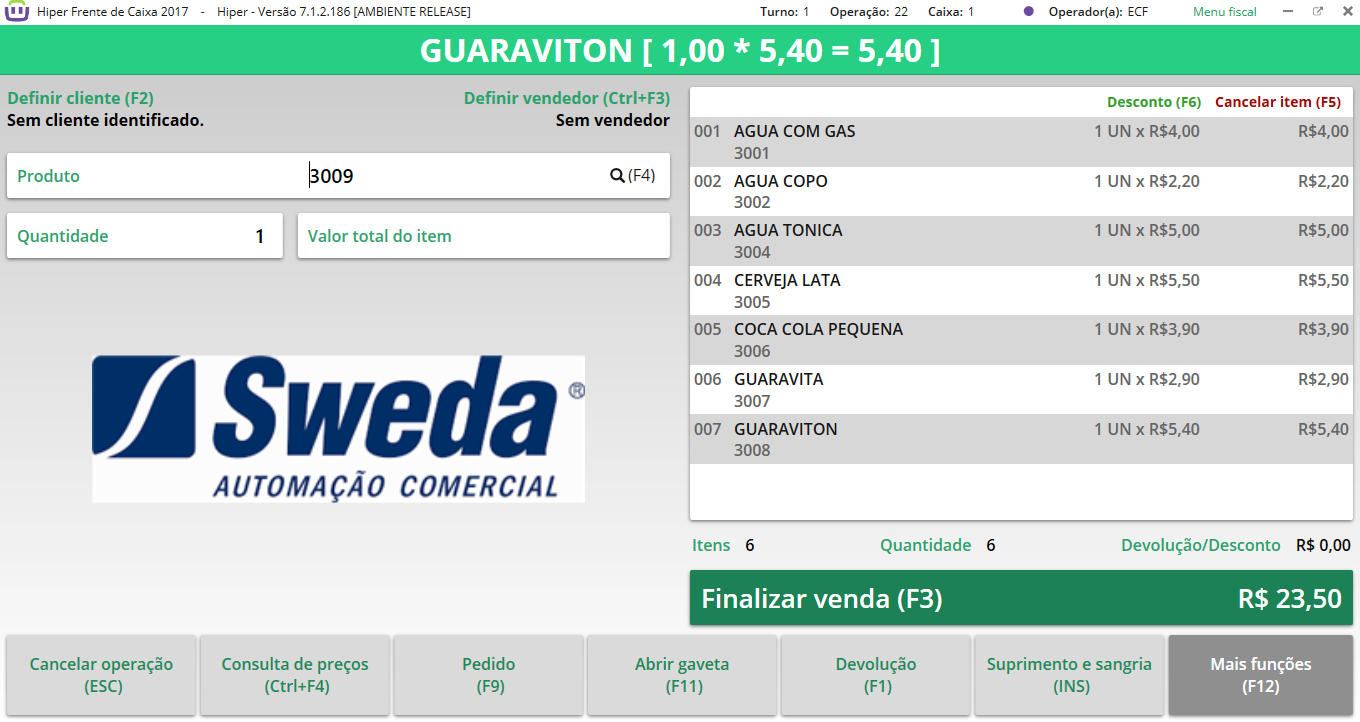 Hiper Frente de Caixa 2017 - Hiper - Versão 7.1.2.186 [AMBIENTE RELEASE] Turno: 1 Operação: 22 Caixa: 1 Operador(a): ECF Menu fiscal
GUARAVITON [ 1,00 * 5,40 = 5,40 ]
Definir cliente (F2) Definir vendedor (Ctrl+F3)
Sem cliente identificado. Sem vendedor
Produto 3009 (F4)
Quantidade 1 Valor total do item
Sweda ®
AUTOMAÇÃO COMERCIAL
Desconto (F6) Cancelar item (F5)
001 AGUA COM GAS 1 UN x R$4,00 R$4,00
3001
002 AGUA COPO 1 UN x R$2,20 R$2,20
3002
003 AGUA TONICA 1 UN x R$5,00 R$5,00
3004
004 CERVEJA LATA 1 UN x R$5,50 R$5,50
3005
005 COCA COLA PEQUENA 1 UN x R$3,90 R$3,90
3006
006 GUARAVITA 1 UN x R$2,90 R$2,90
3007
007 GUARAVITON 1 UN x R$5,40 R$5,40
3008
Itens 6 Quantidade 6 Devolução/Desconto R$ 0,00
Finalizar venda (F3) R$ 23,50
Cancelar operação (ESC)
Consulta de preços (Ctrl+F4)
Pedido (F9)
Abrir gaveta (F11)
Devolução (F1)
Suprimento e sangria (INS)
Mais funções (F12)